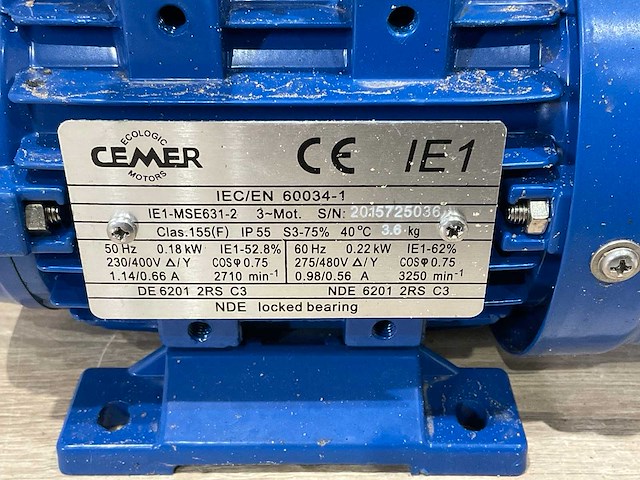 ECOLOGIC
CEMER
MOTORS
CE IE1
IEC/EN 60034-1
IE1-MSE631-2 3~Mot. S/N: 2015725036
Clas.155(F) IP 55 S3-75% 40°C 3.6 kg
50 Hz 0.18 kW IE1-52.8% 60 Hz 0.22 kW IE1-62%
230/400V Δ/Y COSφ 0.75 275/480V Δ/Y COSφ 0.75
1.14/0.66 A 2710 min⁻¹ 0.98/0.56 A 3250 min⁻¹
DE 6201 2RS C3 NDE 6201 2RS C3
NDE locked bearing